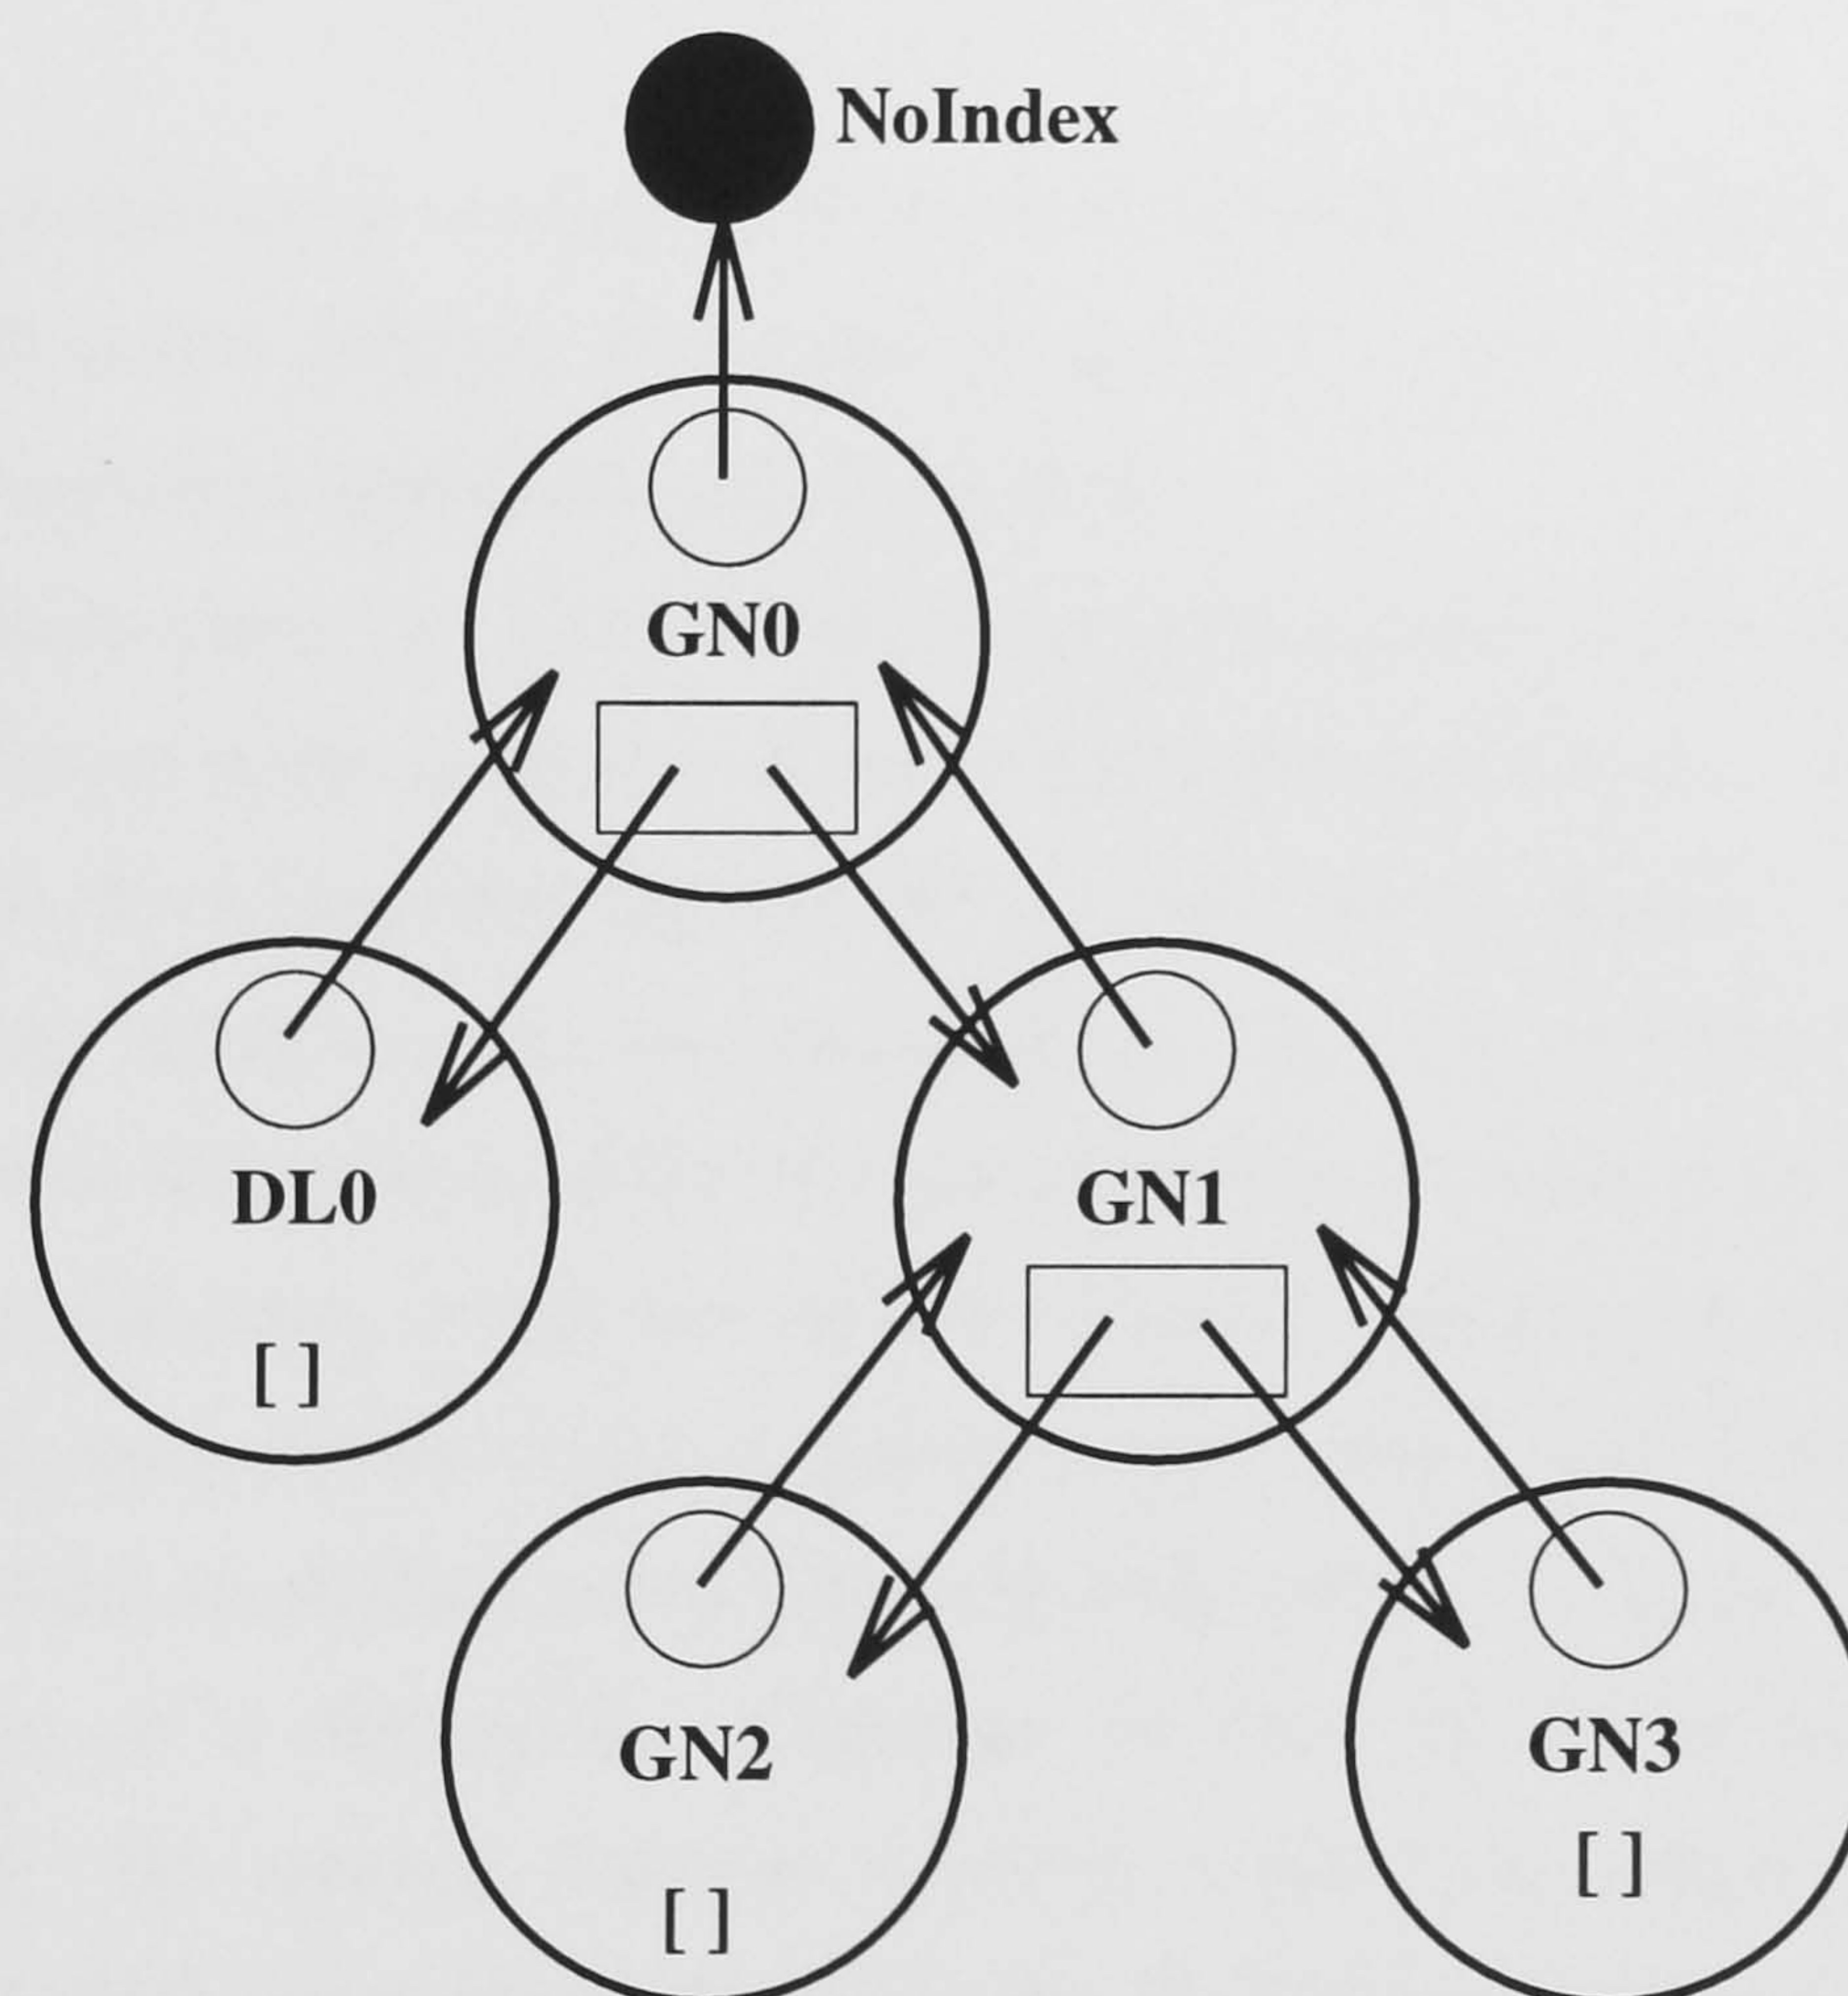 NoIndex
GN0
DL0
GN1
[ ]
GN2
GN3
[ ]
[ ]